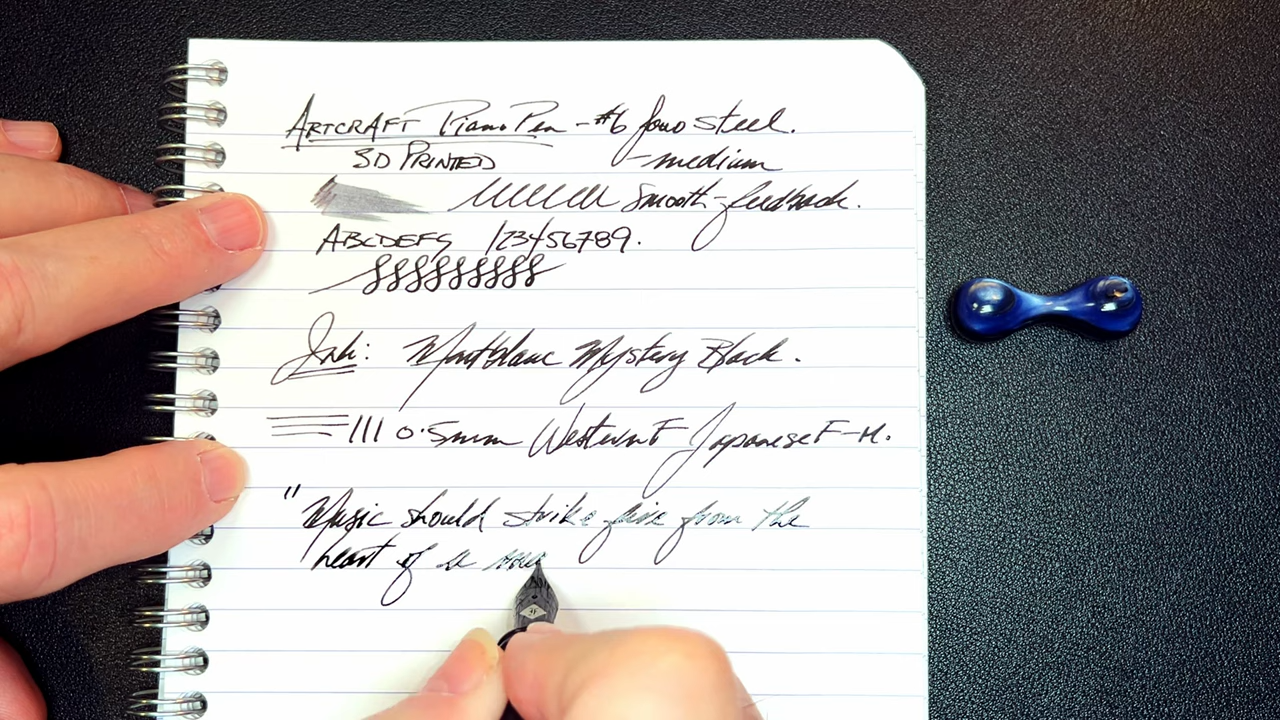 ARTCRAFT Piano Pen - #6 Jowo steel.
3D PRINTED - medium
Smooth - feedback.
ABCDEFG 123456789.
Ink: Montblanc Mystery Black.
0.5mm Western F Japanese F-M.
"Music should strike fire from the
heart of a